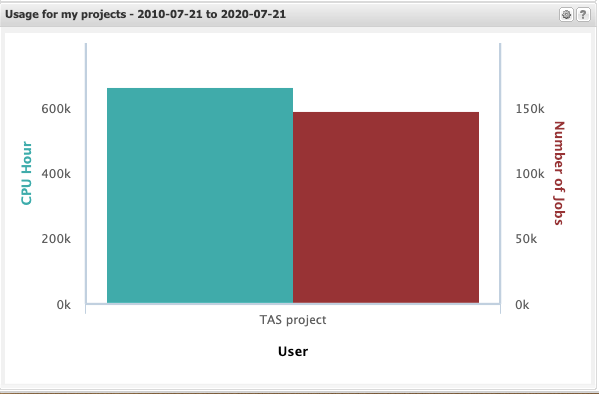 Usage for my projects - 2010-07-21 to 2020-07-21
?
CPU Hour
600k
400k
200k
0k
150k
100k
50k
0k
Number of Jobs
TAS project
User